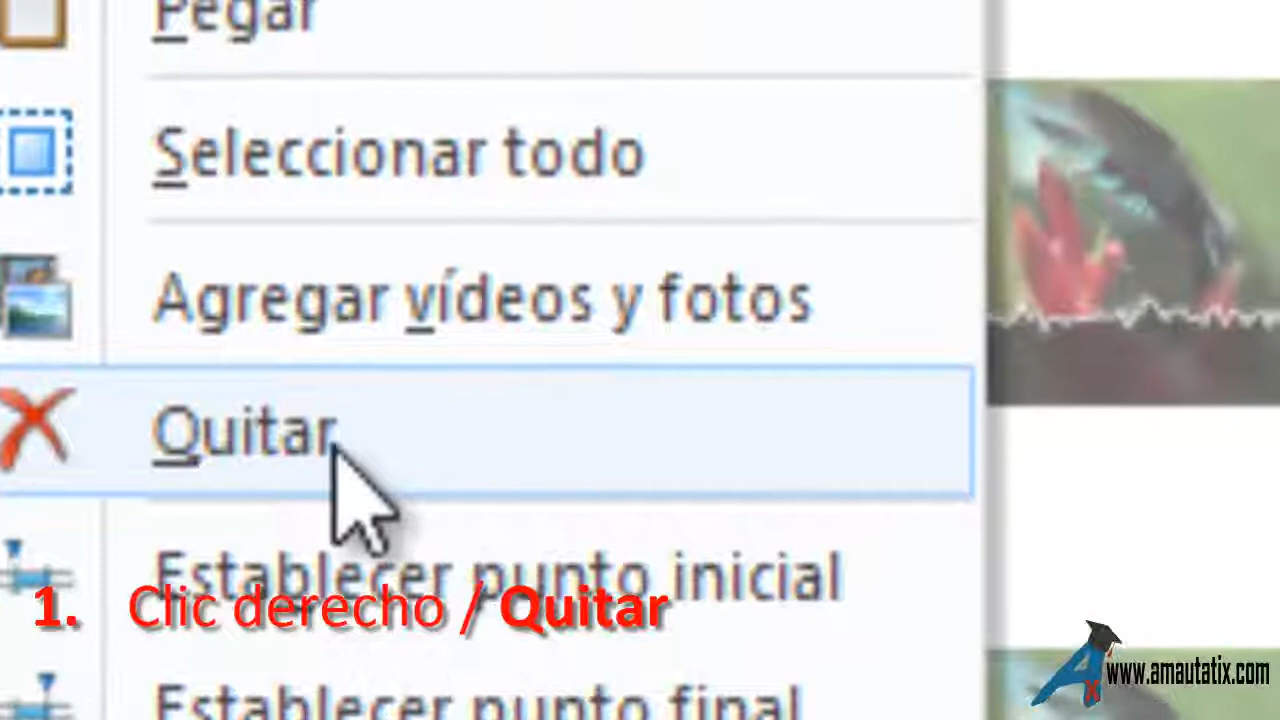 Pegar
Seleccionar todo
Agregar vídeos y fotos
Quitar
Establecer punto inicial
1. Clic derecho / Quitar
www.amautatix.com
Establecer punto final